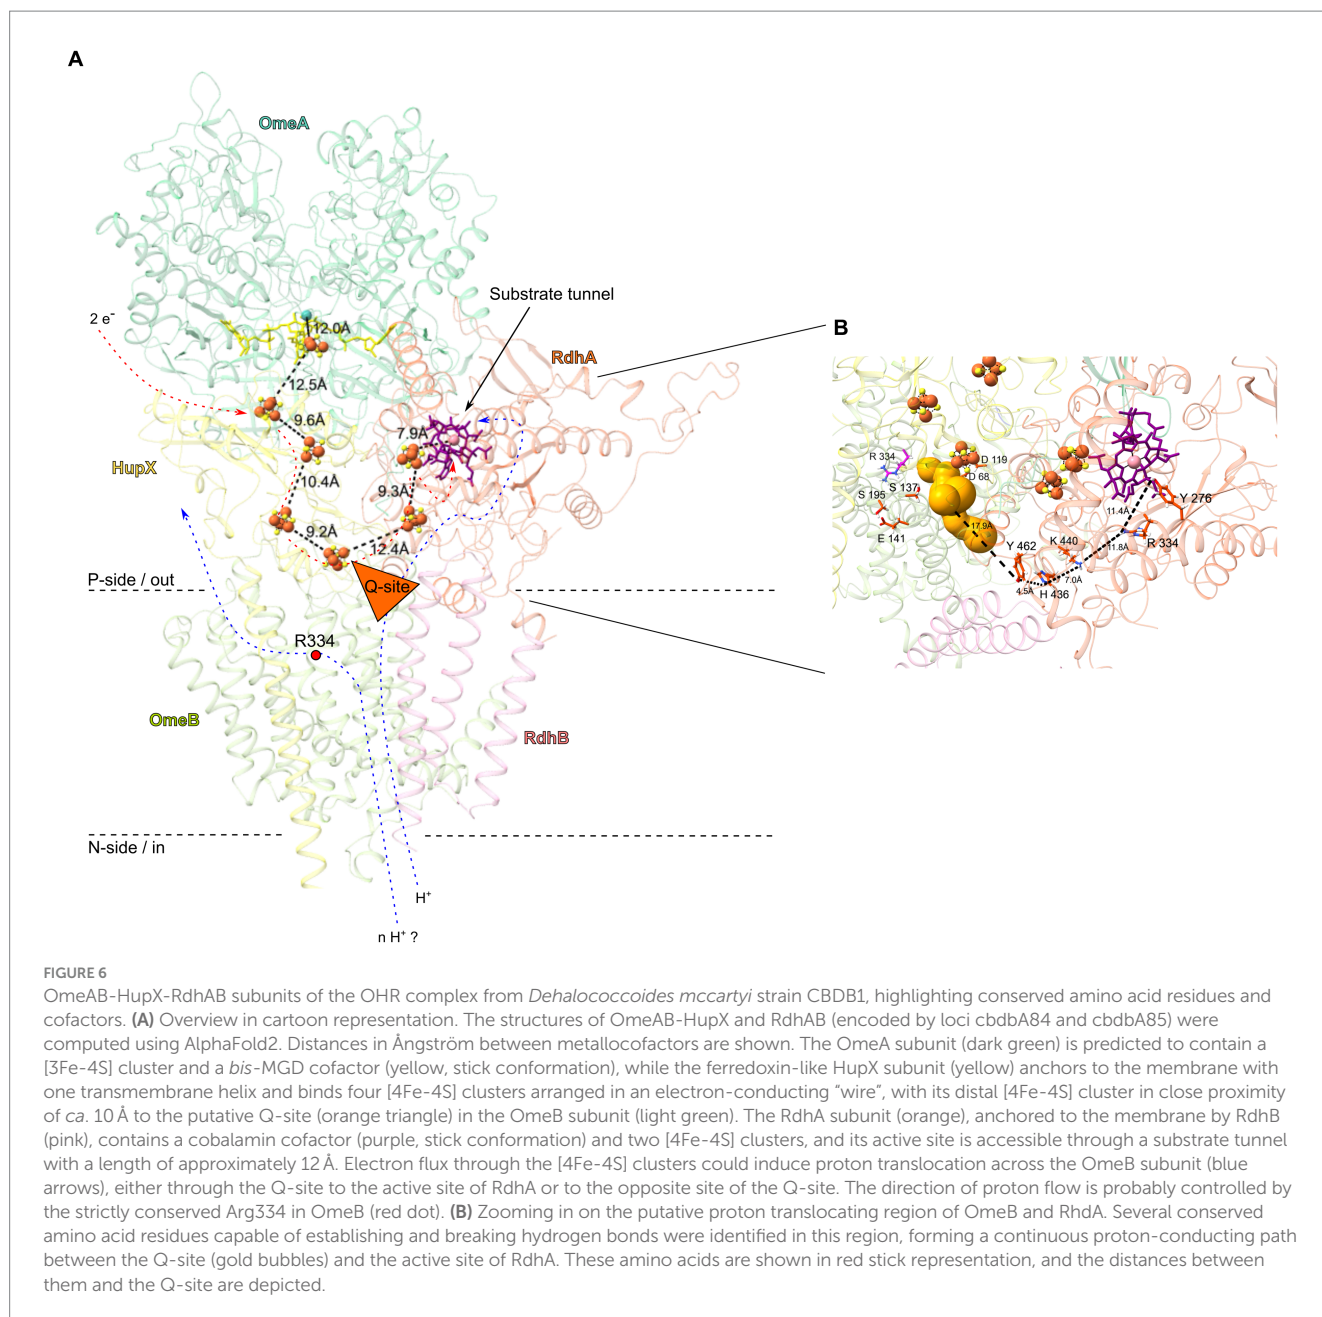 A
OmeA
Substrate tunnel
2 e⁻
12.0Å
RdhA
B
12.5Å
9.6Å
7.9Å
HupX
10.4Å
9.3Å
9.2Å
12.4Å
P-side / out
Q-site
R334
OmeB
RdhB
N-side / in
H⁺
n H⁺ ?
R 334
D 119
D 68
S 137
S 195
E 141
17.9Å
Y 276
11.4Å
R 334
11.8Å
K 440
Y 462
7.0Å
4.5Å
H 436
FIGURE 6
OmeAB-HupX-RdhAB subunits of the OHR complex from Dehalococcoides mccartyi strain CBDB1, highlighting conserved amino acid residues and
cofactors. (A) Overview in cartoon representation. The structures of OmeAB-HupX and RdhAB (encoded by loci cbdbA84 and cbdbA85) were
computed using AlphaFold2. Distances in Ångström between metallocofactors are shown. The OmeA subunit (dark green) is predicted to contain a
[3Fe-4S] cluster and a bis-MGD cofactor (yellow, stick conformation), while the ferredoxin-like HupX subunit (yellow) anchors to the membrane with
one transmembrane helix and binds four [4Fe-4S] clusters arranged in an electron-conducting “wire”, with its distal [4Fe-4S] cluster in close proximity
of ca. 10 Å to the putative Q-site (orange triangle) in the OmeB subunit (light green). The RdhA subunit (orange), anchored to the membrane by RdhB
(pink), contains a cobalamin cofactor (purple, stick conformation) and two [4Fe-4S] clusters, and its active site is accessible through a substrate tunnel
with a length of approximately 12 Å. Electron flux through the [4Fe-4S] clusters could induce proton translocation across the OmeB subunit (blue
arrows), either through the Q-site to the active site of RdhA or to the opposite site of the Q-site. The direction of proton flow is probably controlled by
the strictly conserved Arg334 in OmeB (red dot). (B) Zooming in on the putative proton translocating region of OmeB and RhdA. Several conserved
amino acid residues capable of establishing and breaking hydrogen bonds were identified in this region, forming a continuous proton-conducting path
between the Q-site (gold bubbles) and the active site of RdhA. These amino acids are shown in red stick representation, and the distances between
them and the Q-site are depicted.